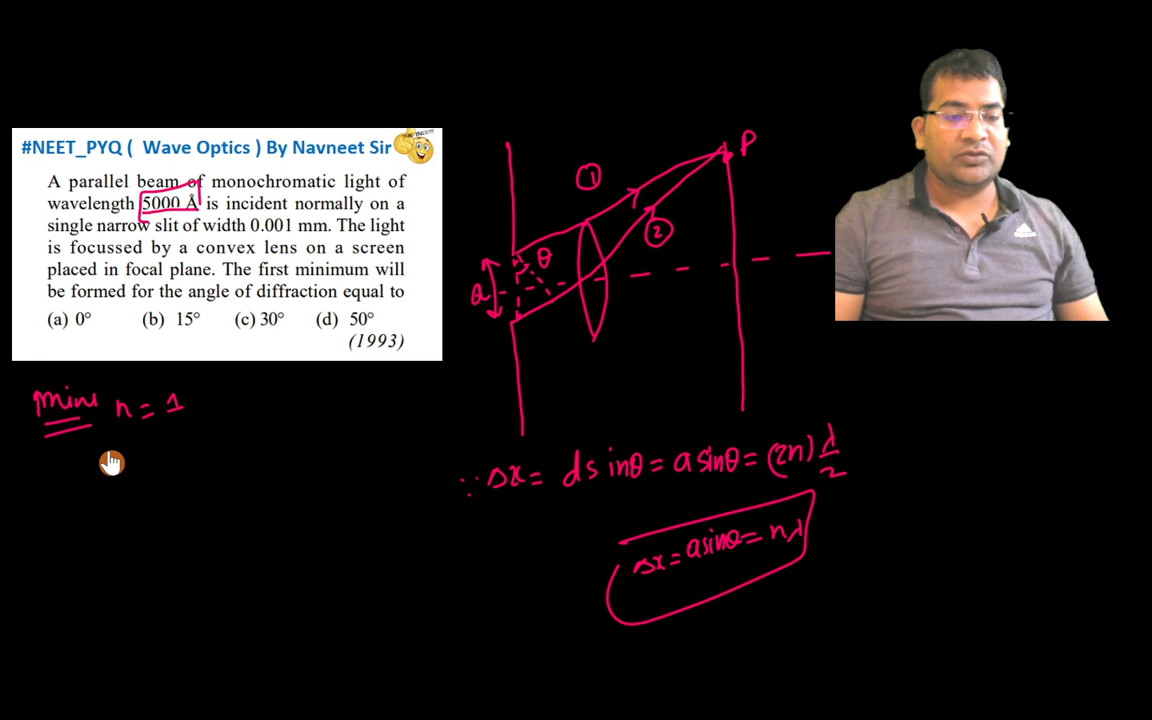 #NEET_PYQ ( Wave Optics ) By Navneet Sir
THE BEST!!
A parallel beam of monochromatic light of
wavelength 5000 Å is incident normally on a
single narrow slit of width 0.001 mm. The light
is focussed by a convex lens on a screen
placed in focal plane. The first minimum will
be formed for the angle of diffraction equal to
(a) 0° (b) 15° (c) 30° (d) 50°
(1993)
P
1
2
θ
a
mini n = 1
∵ Δx = d sinθ = a sinθ = (2n) λ/2
Δx = a sinθ = nλ